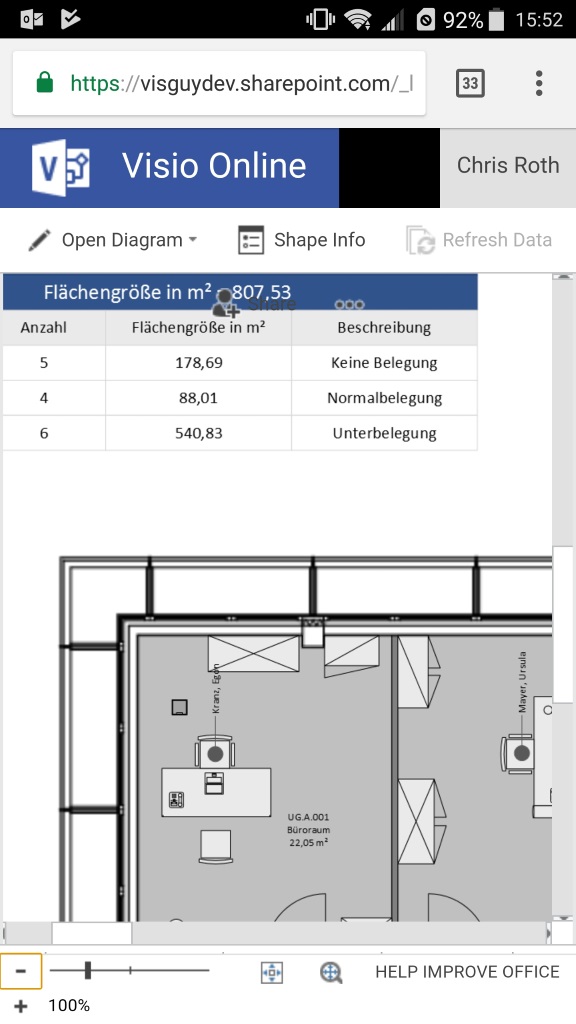 92% 15:52
https://visguydev.sharepoint.com/_l 33
Visio Online Chris Roth
Open Diagram Shape Info Refresh Data
Flächengröße in m² = 807,53
Share
Anzahl Flächengröße in m² Beschreibung
5 178,69 Keine Belegung
4 88,01 Normalbelegung
6 540,83 Unterbelegung
Kranz, Egon
Mayer, Ursula
UG.A.001
Büroraum
22,05 m²
- HELP IMPROVE OFFICE
+ 100%